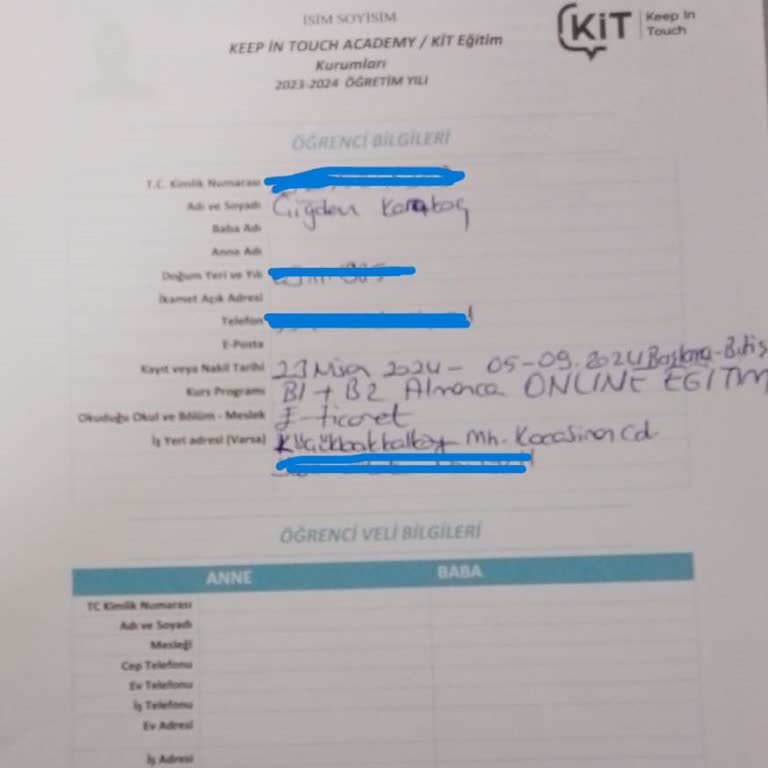 İSİM SOYİSİM
KEEP İN TOUCH ACADEMY / KİT Eğitim
Kurumları
2023-2024 ÖĞRETİM YILI
KiT Keep In
Touch
ÖĞRENCİ BİLGİLERİ
T.C. Kimlik Numarası
Adı ve Soyadı Çiğdem
Baba Adı
Anne Adı
Doğum Yeri ve Yılı
İkamet Açık Adresi
Telefon
E-Posta
Kayıt veya Nakil Tarihi 23 Nisan 2024 - 05-09.2024 Başlama-Bitiş
Kurs Programı B1 + B2 Almanca ONLINE EĞİTİM
Okuduğu Okul ve Bölüm - Meslek E-ticaret
İş Yeri adresi (Varsa) Küçükbakkalköy Mh. Kocasinan Cd
ÖĞRENCİ VELİ BİLGİLERİ
ANNE BABA
TC Kimlik Numarası
Adı ve Soyadı
Mesleği
Cep Telefonu
Ev Telefonu
İş Telefonu
Ev Adresi
İş Adresi